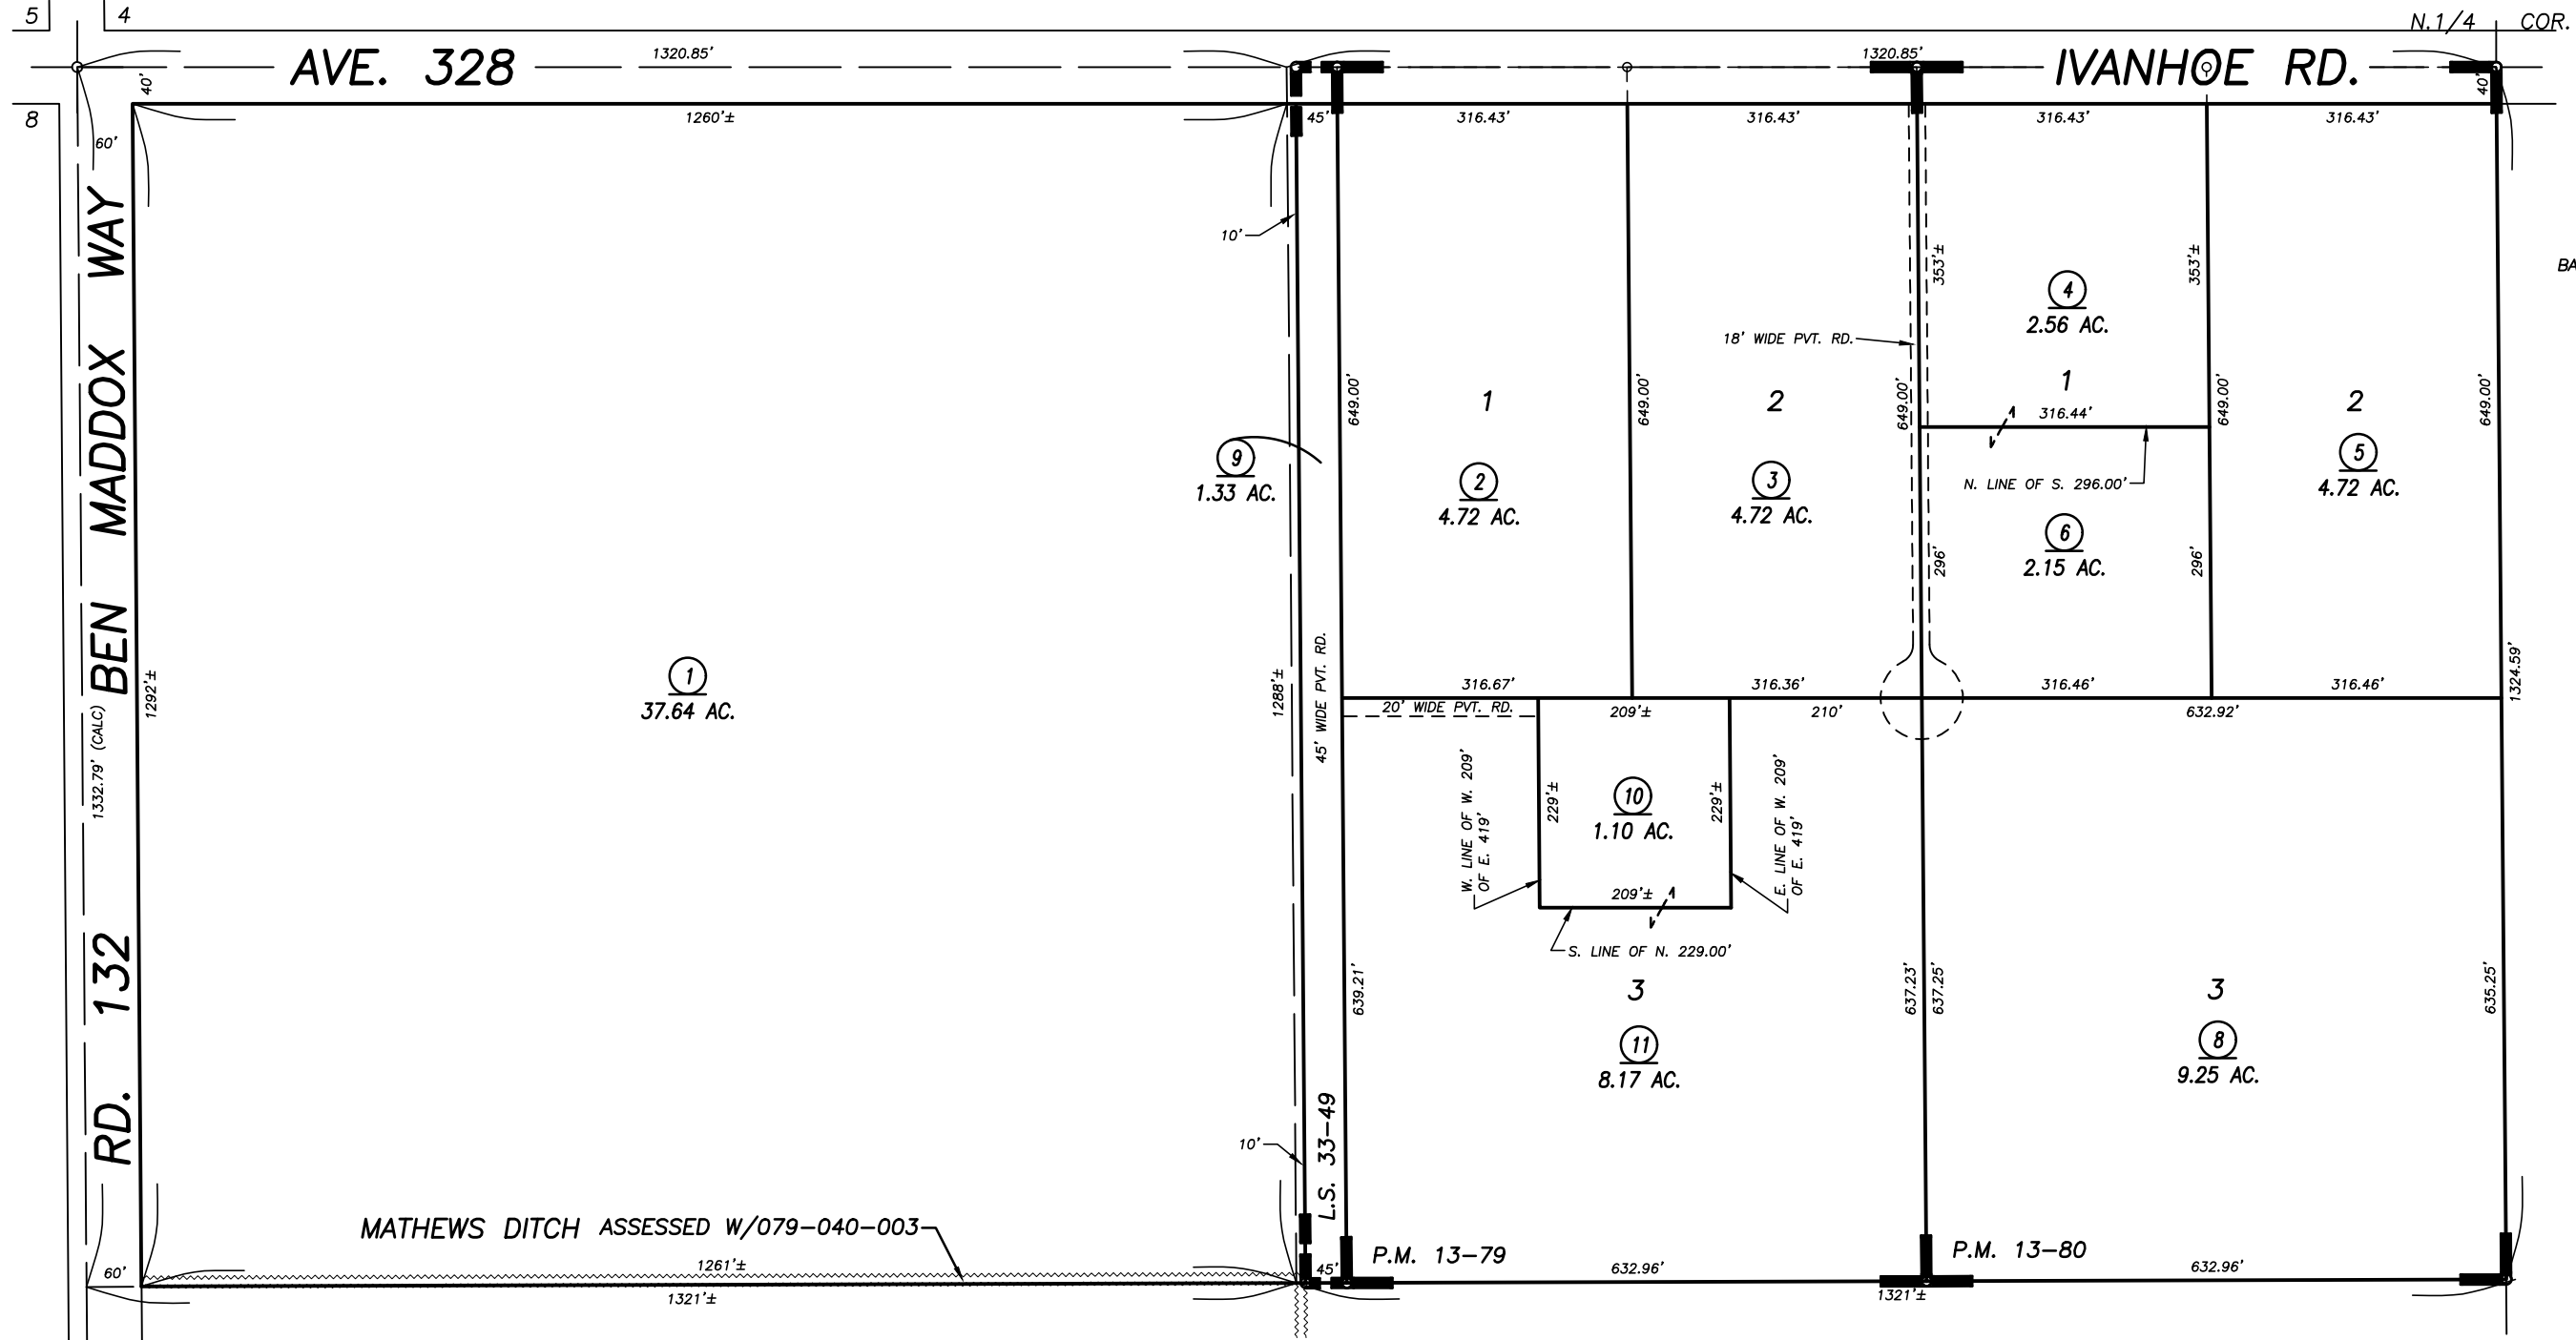 5
4
N.1/4 COR.
AVE. 328
1320.85'
1320.85'
IVANHOE RD.
40'
40'
8
60'
1260'±
45'
316.43'
316.43'
316.43'
316.43'
10'
BA
353'±
353'±
4
2.56 AC.
18' WIDE PVT. RD.
1
316.44'
649.00'
649.00'
649.00'
649.00'
649.00'
1
2
2
9
1.33 AC.
2
4.72 AC.
3
4.72 AC.
N. LINE OF S. 296.00'
5
4.72 AC.
6
2.15 AC.
296'
296'
RD. 132 BEN MADDOX WAY
1332.79' (CALC)
1292'±
1
37.64 AC.
1288'±
45' WIDE PVT. RD.
1324.59'
316.67'
316.36'
316.46'
316.46'
20' WIDE PVT. RD.
209'±
210'
632.92'
W. LINE OF W. 209'
OF E. 419'
229'±
10
1.10 AC.
229'±
E. LINE OF W. 209'
OF E. 419'
209'±
S. LINE OF N. 229.00'
639.21'
3
11
8.17 AC.
637.23'
637.25'
3
8
9.25 AC.
635.25'
10'
L.S. 33-49
MATHEWS DITCH ASSESSED W/079-040-003
P.M. 13-79
P.M. 13-80
60'
1261'±
45'
632.96'
632.96'
1321'±
1321'±